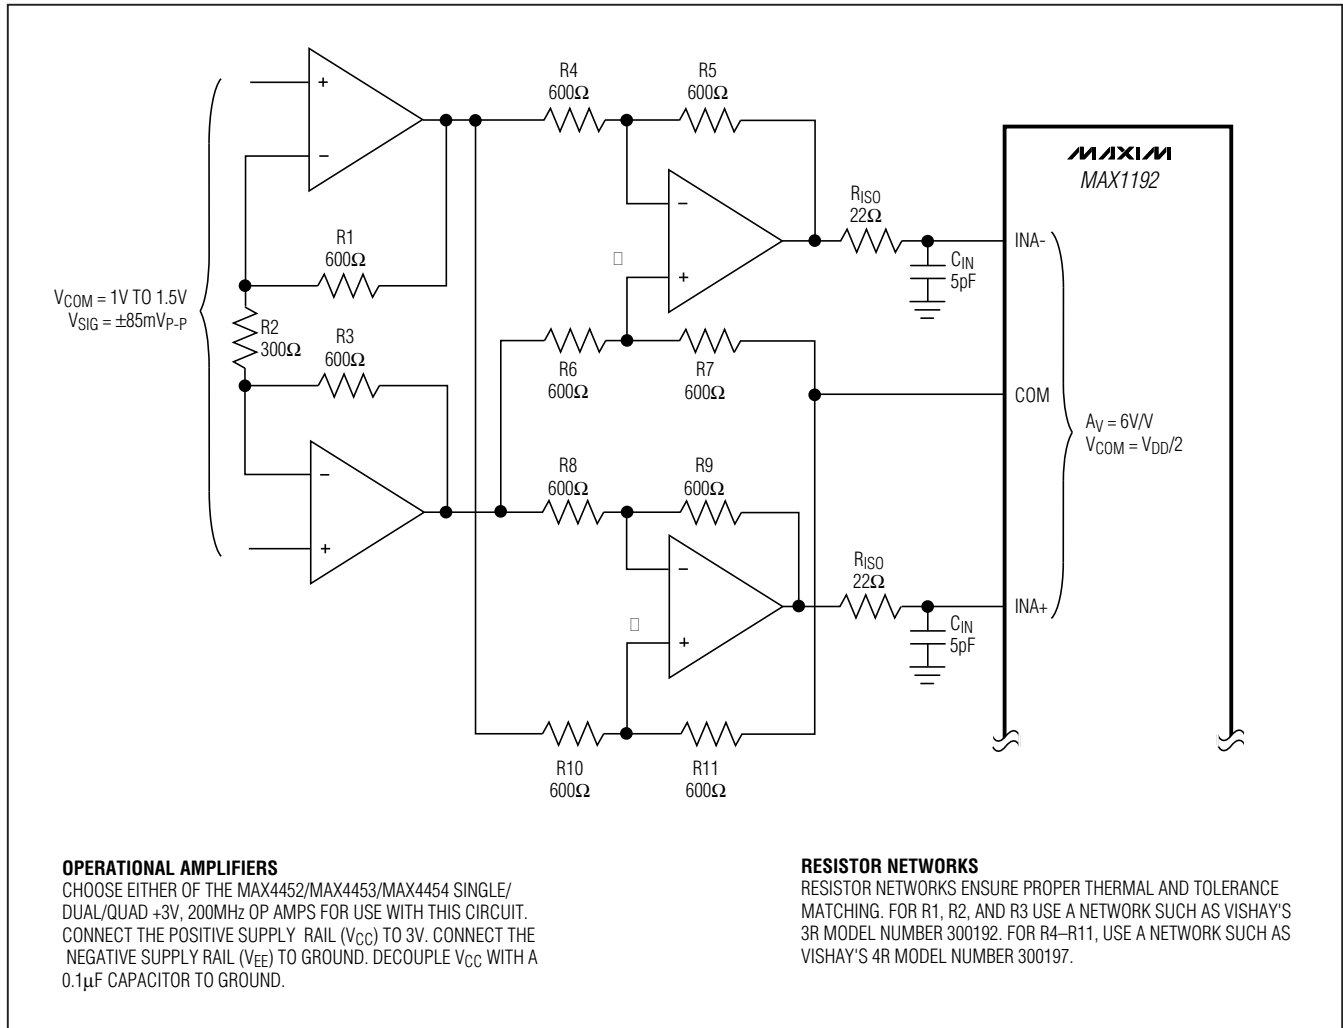 +
−
R1
600Ω
R2
300Ω
R3
600Ω
−
+
VCOM = 1V TO 1.5V
VSIG = ±85mVP-P
R4
600Ω
R5
600Ω
−
+
R6
600Ω
R7
600Ω
R8
600Ω
R9
600Ω
−
+
R10
600Ω
R11
600Ω
RISO
22Ω
CIN
5pF
RISO
22Ω
CIN
5pF
MAXIM
MAX1192
INA-
COM
INA+
AV = 6V/V
VCOM = VDD/2
OPERATIONAL AMPLIFIERS
CHOOSE EITHER OF THE MAX4452/MAX4453/MAX4454 SINGLE/
DUAL/QUAD +3V, 200MHz OP AMPS FOR USE WITH THIS CIRCUIT.
CONNECT THE POSITIVE SUPPLY RAIL (VCC) TO 3V. CONNECT THE
NEGATIVE SUPPLY RAIL (VEE) TO GROUND. DECOUPLE VCC WITH A
0.1μF CAPACITOR TO GROUND.
RESISTOR NETWORKS
RESISTOR NETWORKS ENSURE PROPER THERMAL AND TOLERANCE
MATCHING. FOR R1, R2, AND R3 USE A NETWORK SUCH AS VISHAY'S
3R MODEL NUMBER 300192. FOR R4–R11, USE A NETWORK SUCH AS
VISHAY'S 4R MODEL NUMBER 300197.